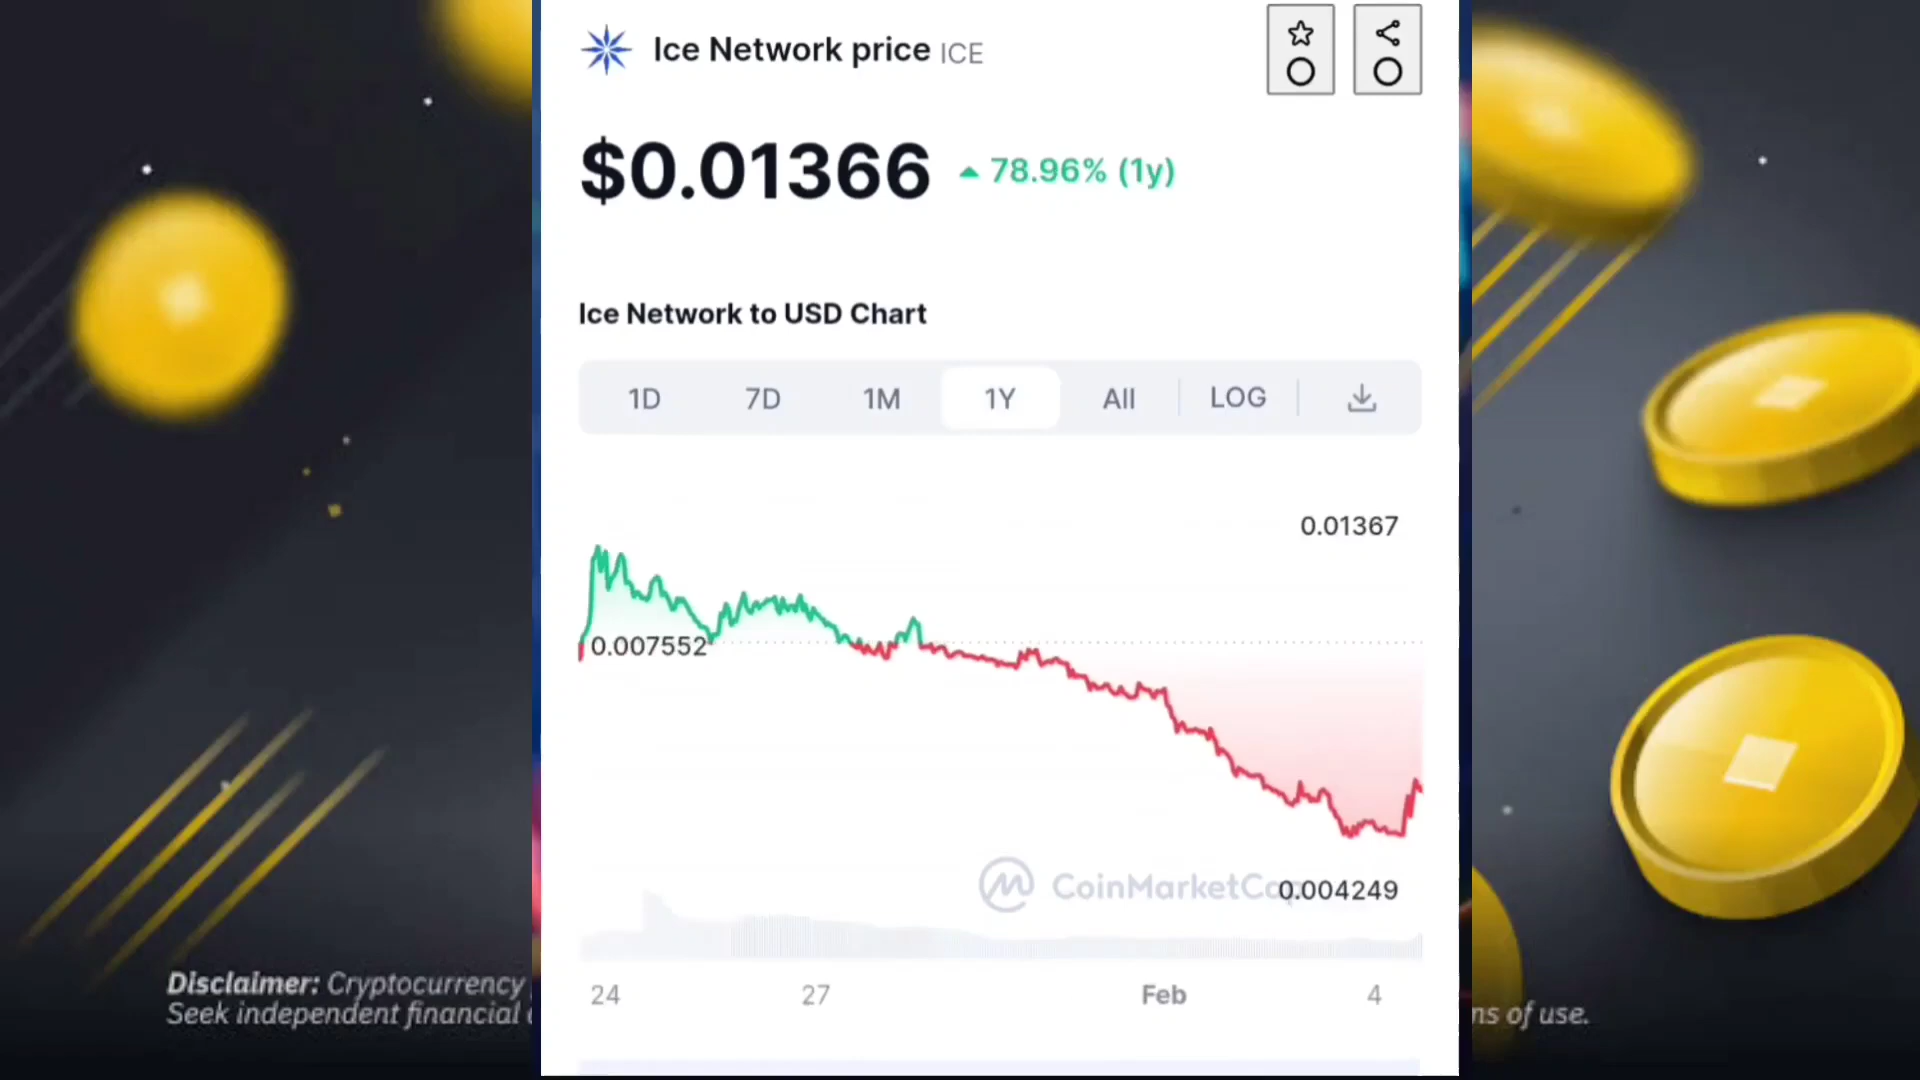 Ice Network price ICE
$0.01366 78.96% (1y)
Ice Network to USD Chart
1D 7D 1M 1Y All LOG
0.01367
0.007552
CoinMarketCap
0.004249
24 27 Feb 4
Disclaimer: Cryptocurrency
Seek independent financial
ns of use.